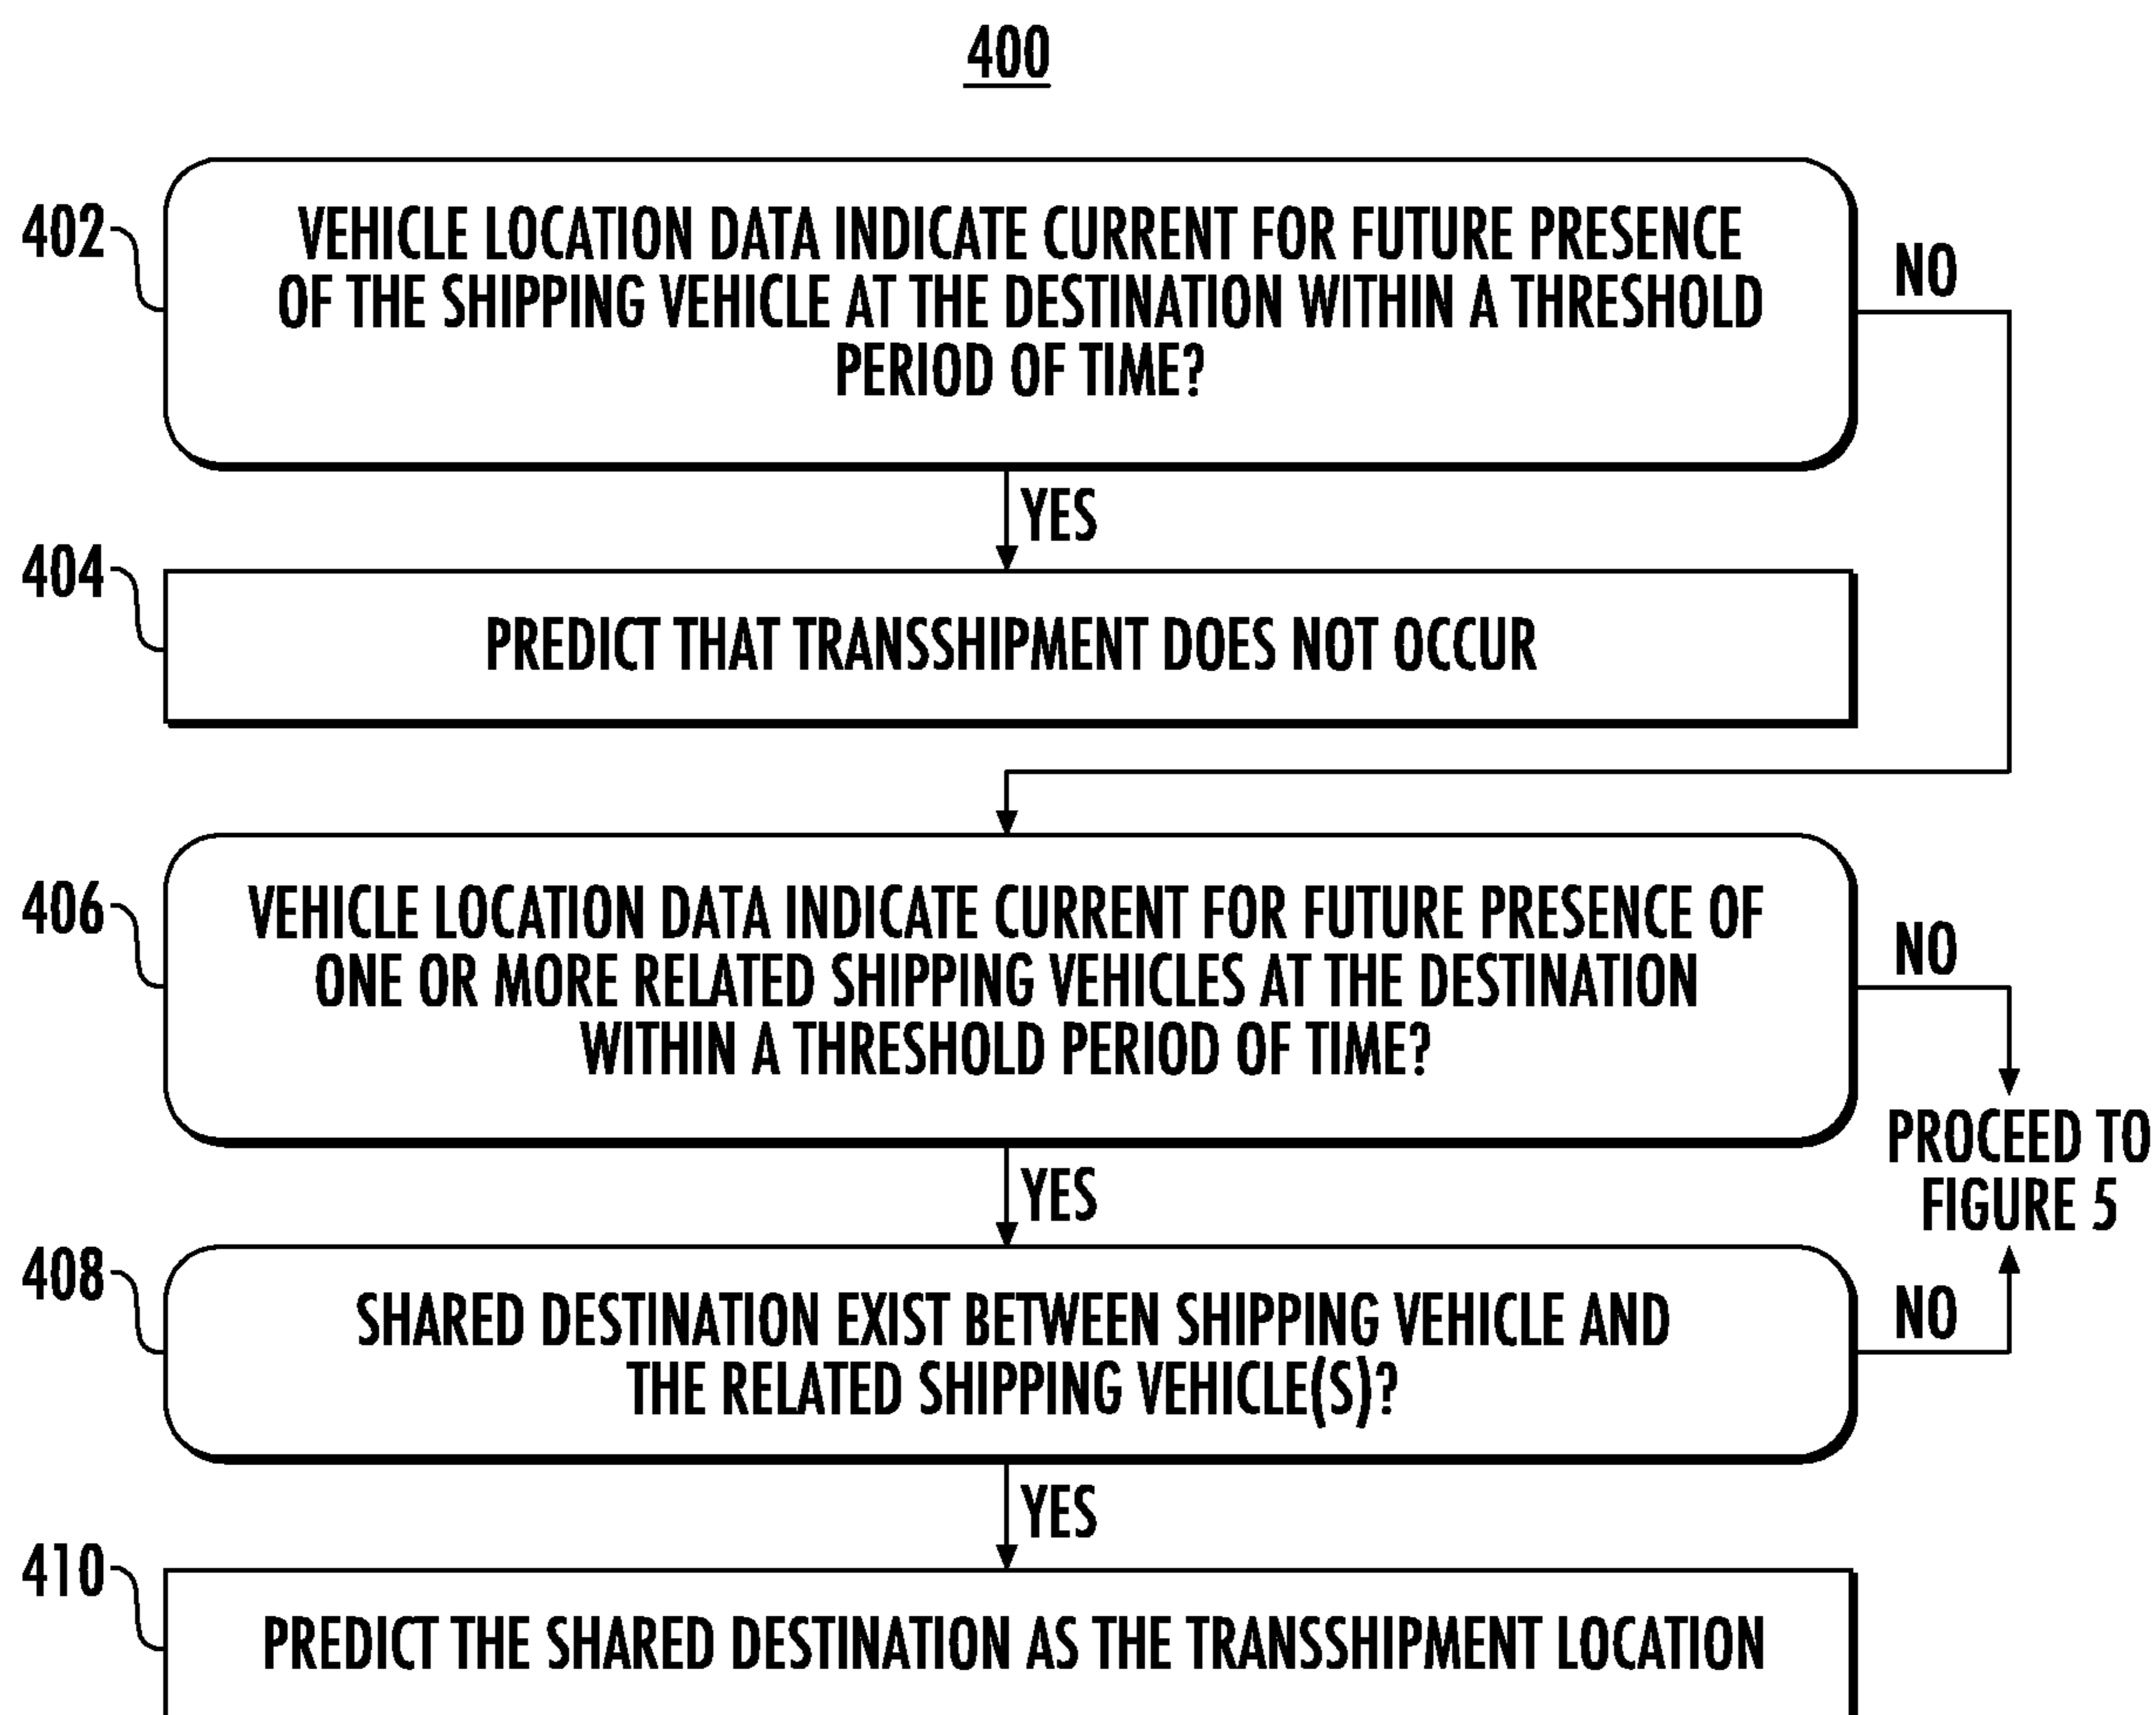 400
402
VEHICLE LOCATION DATA INDICATE CURRENT FOR FUTURE PRESENCE
OF THE SHIPPING VEHICLE AT THE DESTINATION WITHIN A THRESHOLD
PERIOD OF TIME?
NO
YES
404
PREDICT THAT TRANSSHIPMENT DOES NOT OCCUR
406
VEHICLE LOCATION DATA INDICATE CURRENT FOR FUTURE PRESENCE OF
ONE OR MORE RELATED SHIPPING VEHICLES AT THE DESTINATION
WITHIN A THRESHOLD PERIOD OF TIME?
NO
PROCEED TO
FIGURE 5
YES
408
SHARED DESTINATION EXIST BETWEEN SHIPPING VEHICLE AND
THE RELATED SHIPPING VEHICLE(S)?
NO
YES
410
PREDICT THE SHARED DESTINATION AS THE TRANSSHIPMENT LOCATION